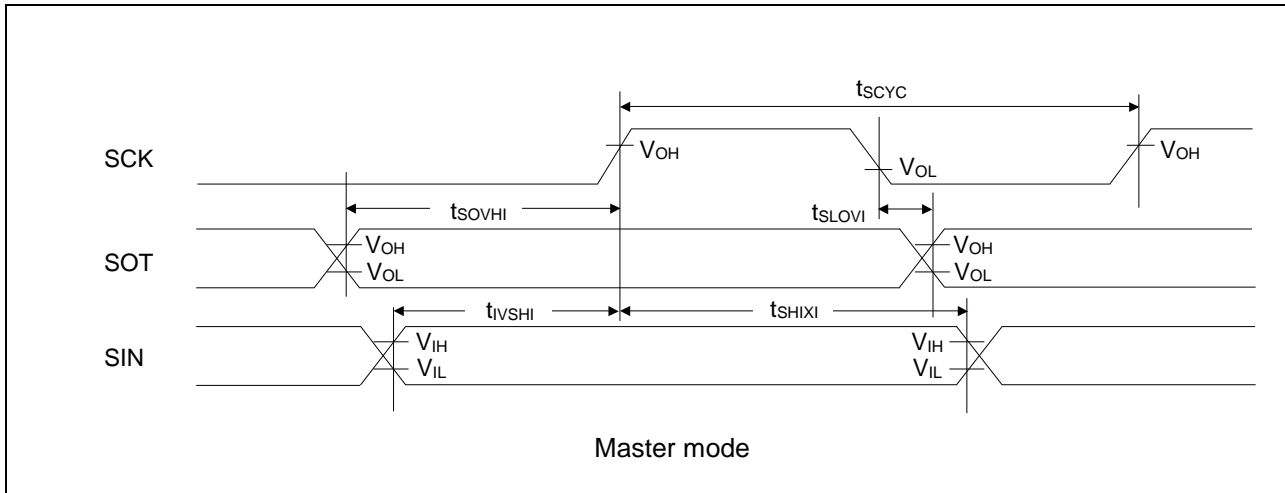 tSCYC
SCK
VOH
VOL
VOH
tSOVHI
tSLOVI
SOT
VOH
VOL
VOH
VOL
tIVSHI
tSHIXI
SIN
VIH
VIL
VIH
VIL
Master mode